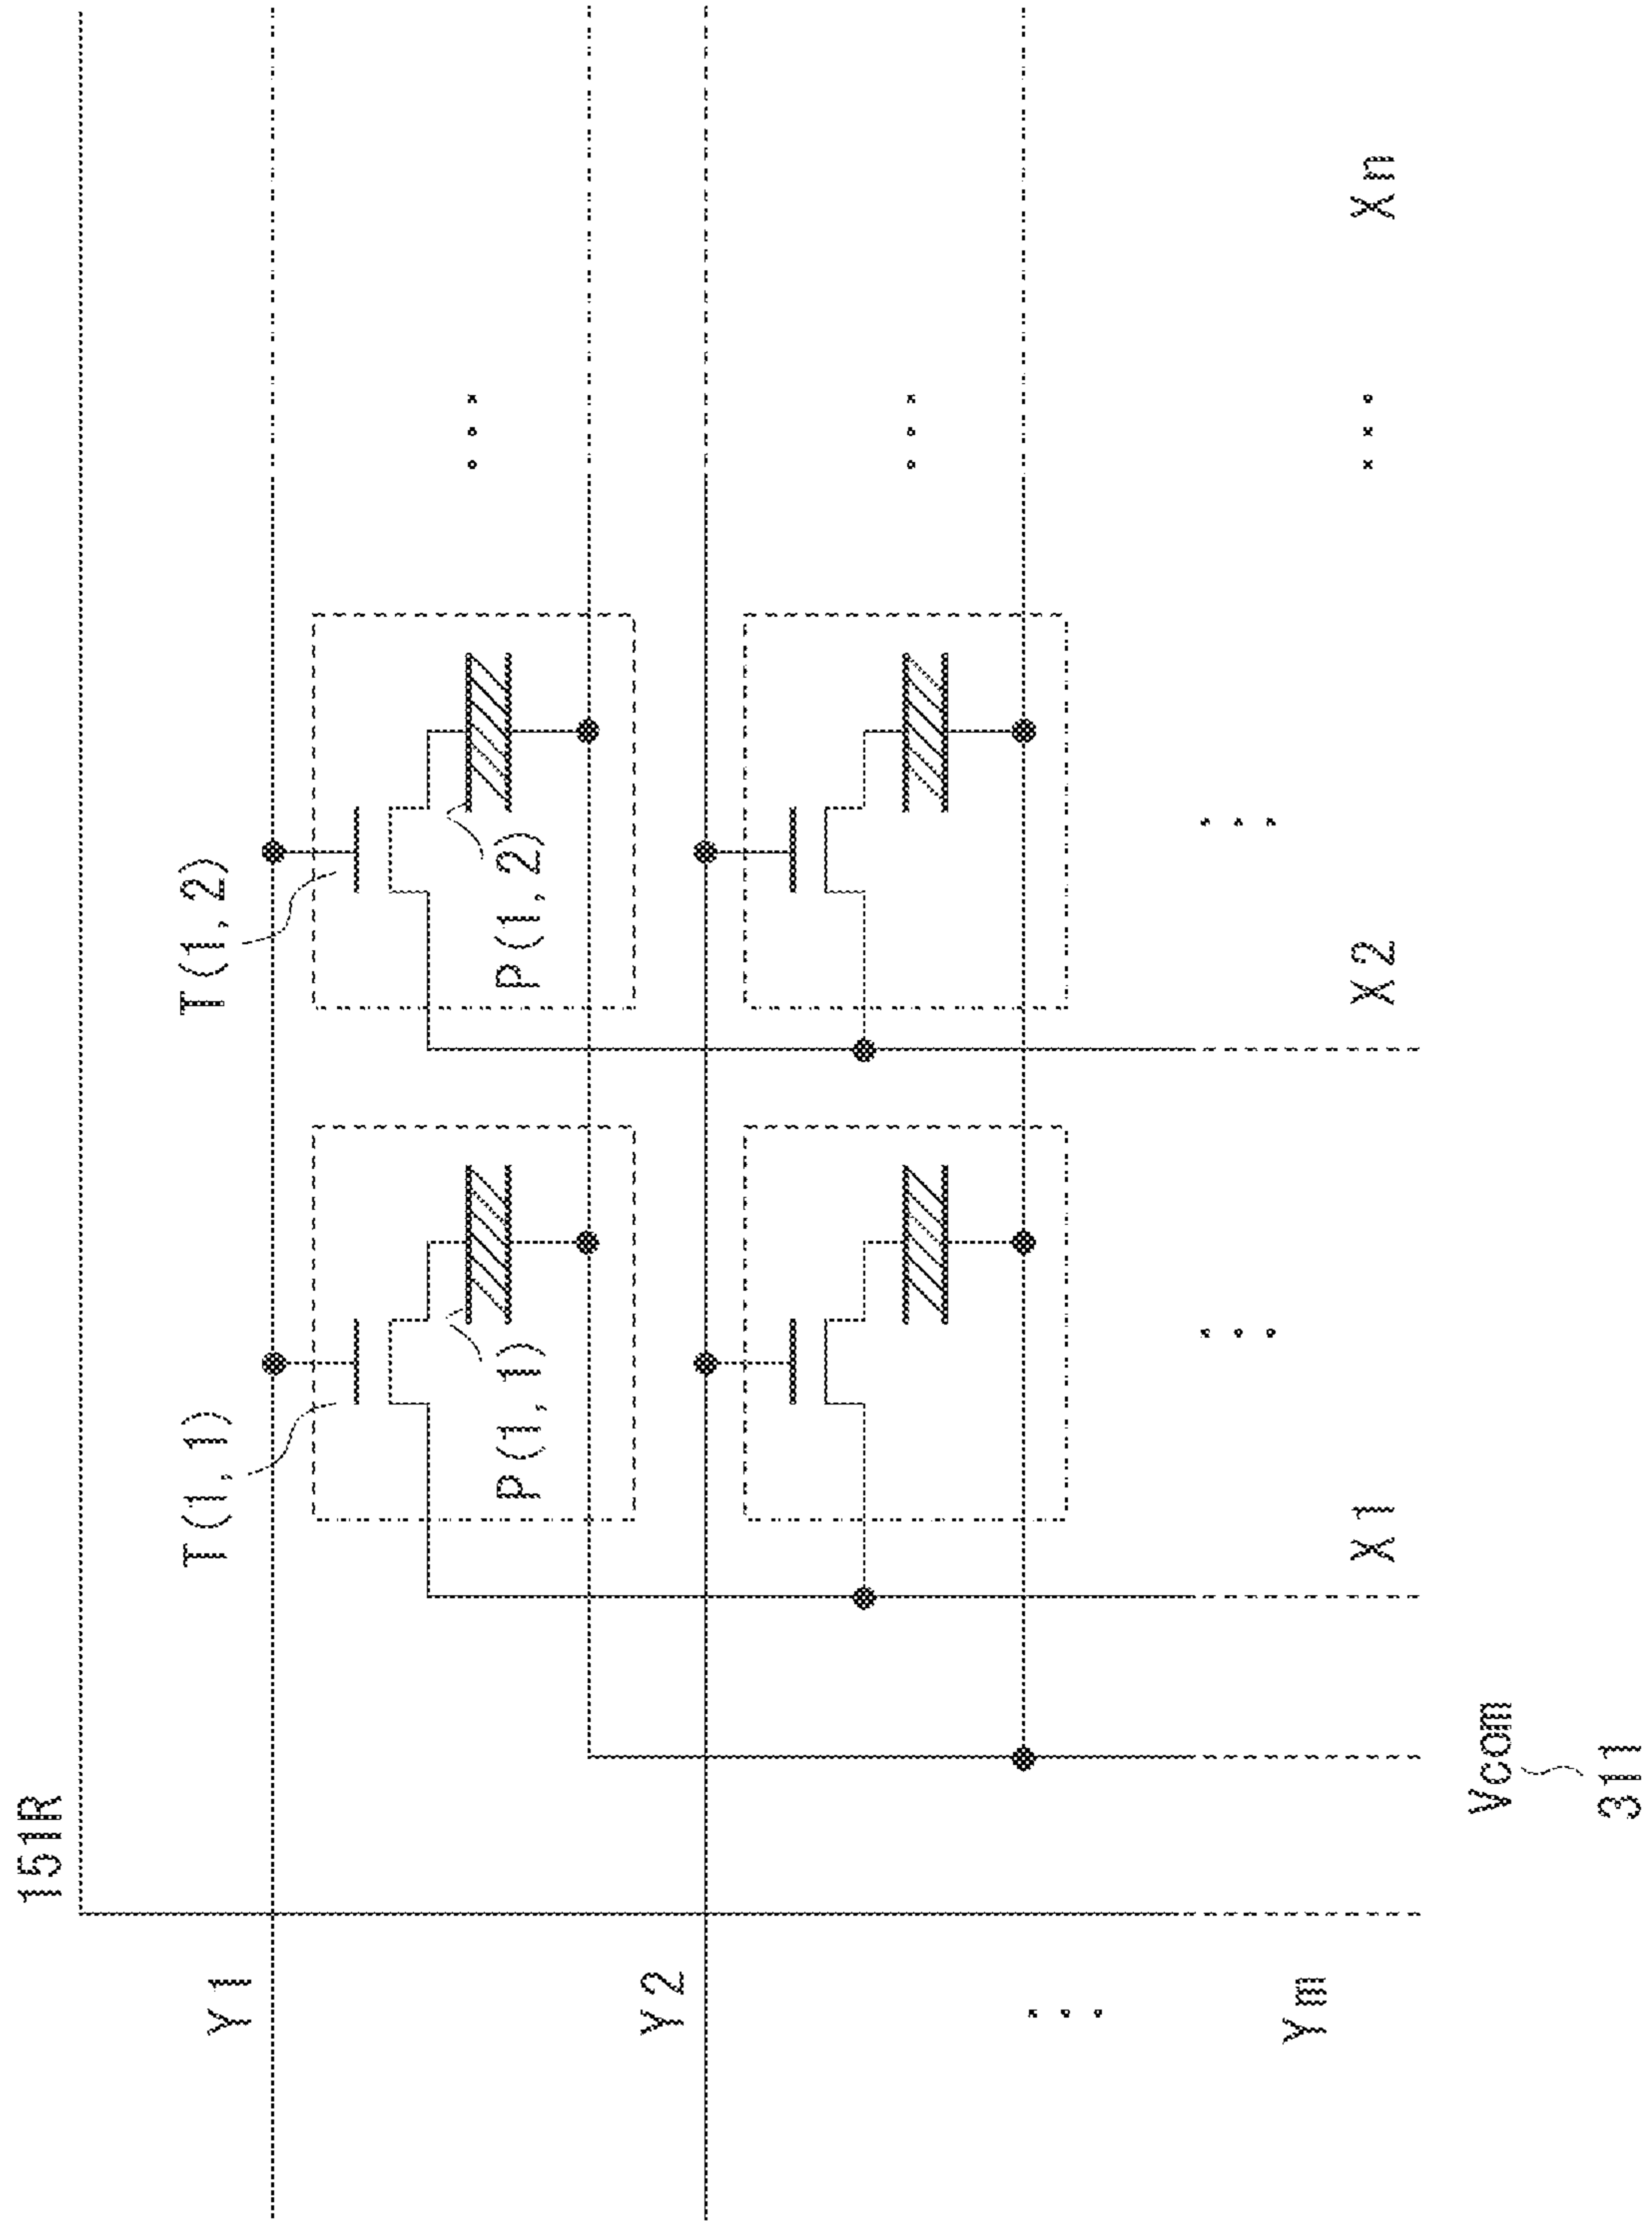 151R
Y1
Y2
...
Ym
T(1,1)
T(1,2)
P(1,1)
P(1,2)
...
...
...
...
X1
X2
...
Xn
Vcom
311